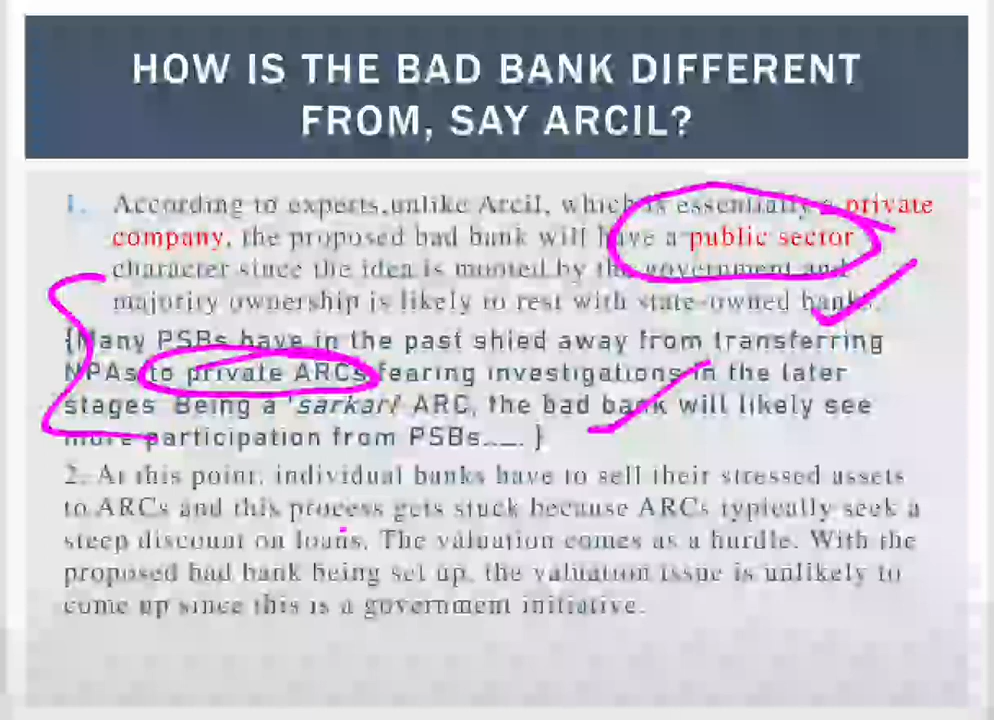 HOW IS THE BAD BANK DIFFERENT
FROM, SAY ARCIL?
1. According to experts,unlike Arcil, which is essentially a private
company, the proposed bad bank will have a public sector
character since the idea is mooted by the government and
majority ownership is likely to rest with state-owned banks.
{Many PSBs have in the past shied away from transferring
NPAs to private ARCs fearing investigations in the later
stages. Being a 'sarkari' ARC, the bad bank will likely see
more participation from PSBs__. }
2. At this point, individual banks have to sell their stressed assets
to ARCs and this process gets stuck because ARCs typically seek a
steep discount on loans. The valuation comes as a hurdle. With the
proposed bad bank being set up, the valuation issue is unlikely to
come up since this is a government initiative.